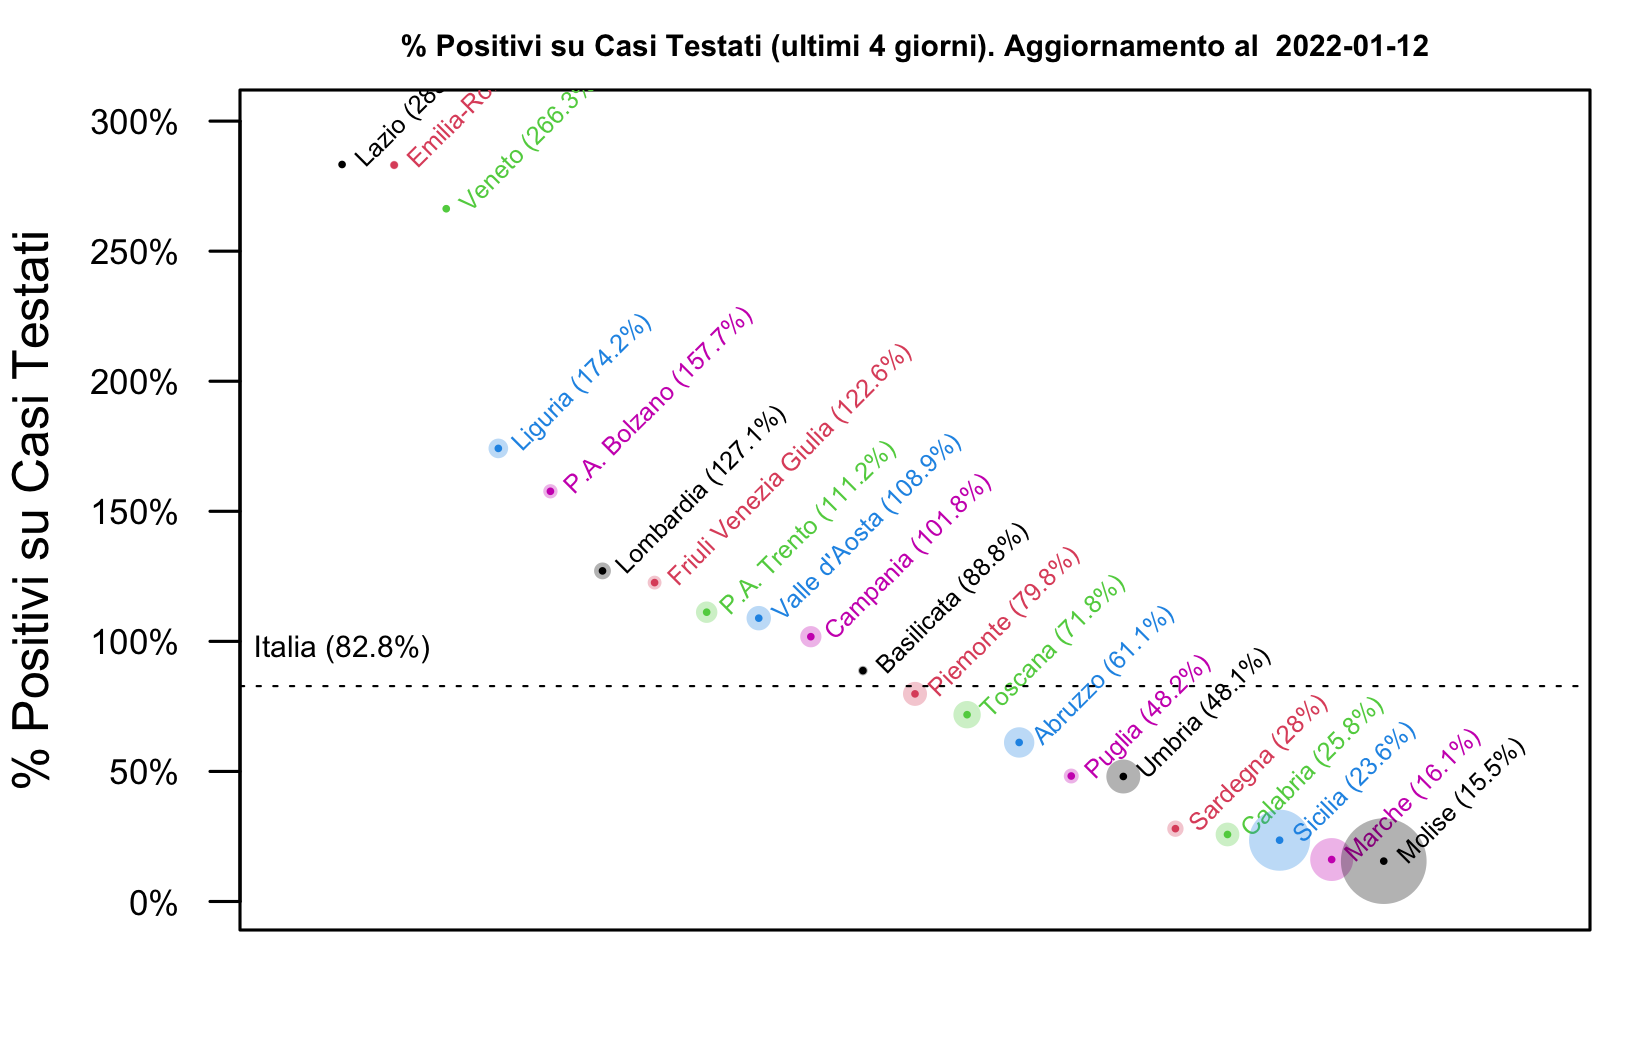 % Positivi su Casi Testati (ultimi 4 giorni). Aggiornamento al 2022-01-12
% Positivi su Casi Testati
300%
250%
200%
150%
100%
50%
0%
Lazio (28
Emilia-Ro
Veneto (266.3%
Liguria (174.2%)
P.A. Bolzano (157.7%)
Lombardia (127.1%)
Friuli Venezia Giulia (122.6%)
P.A. Trento (111.2%)
Valle d'Aosta (108.9%)
Campania (101.8%)
Basilicata (88.8%)
Italia (82.8%)
Piemonte (79.8%)
Toscana (71.8%)
Abruzzo (61.1%)
Puglia (48.2%)
Umbria (48.1%)
Sardegna (28%)
Calabria (25.8%)
Sicilia (23.6%)
Marche (16.1%)
Molise (15.5%)